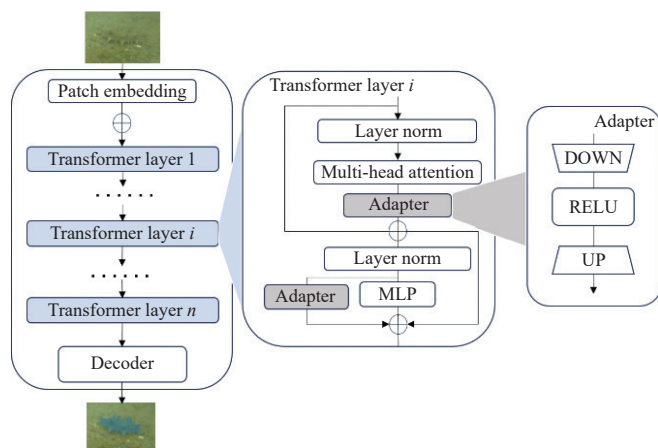 Patch embedding
Transformer layer 1
......
Transformer layer i
......
Transformer layer n
Decoder
Transformer layer i
Layer norm
Multi-head attention
Adapter
Layer norm
Adapter
MLP
Adapter
DOWN
RELU
UP